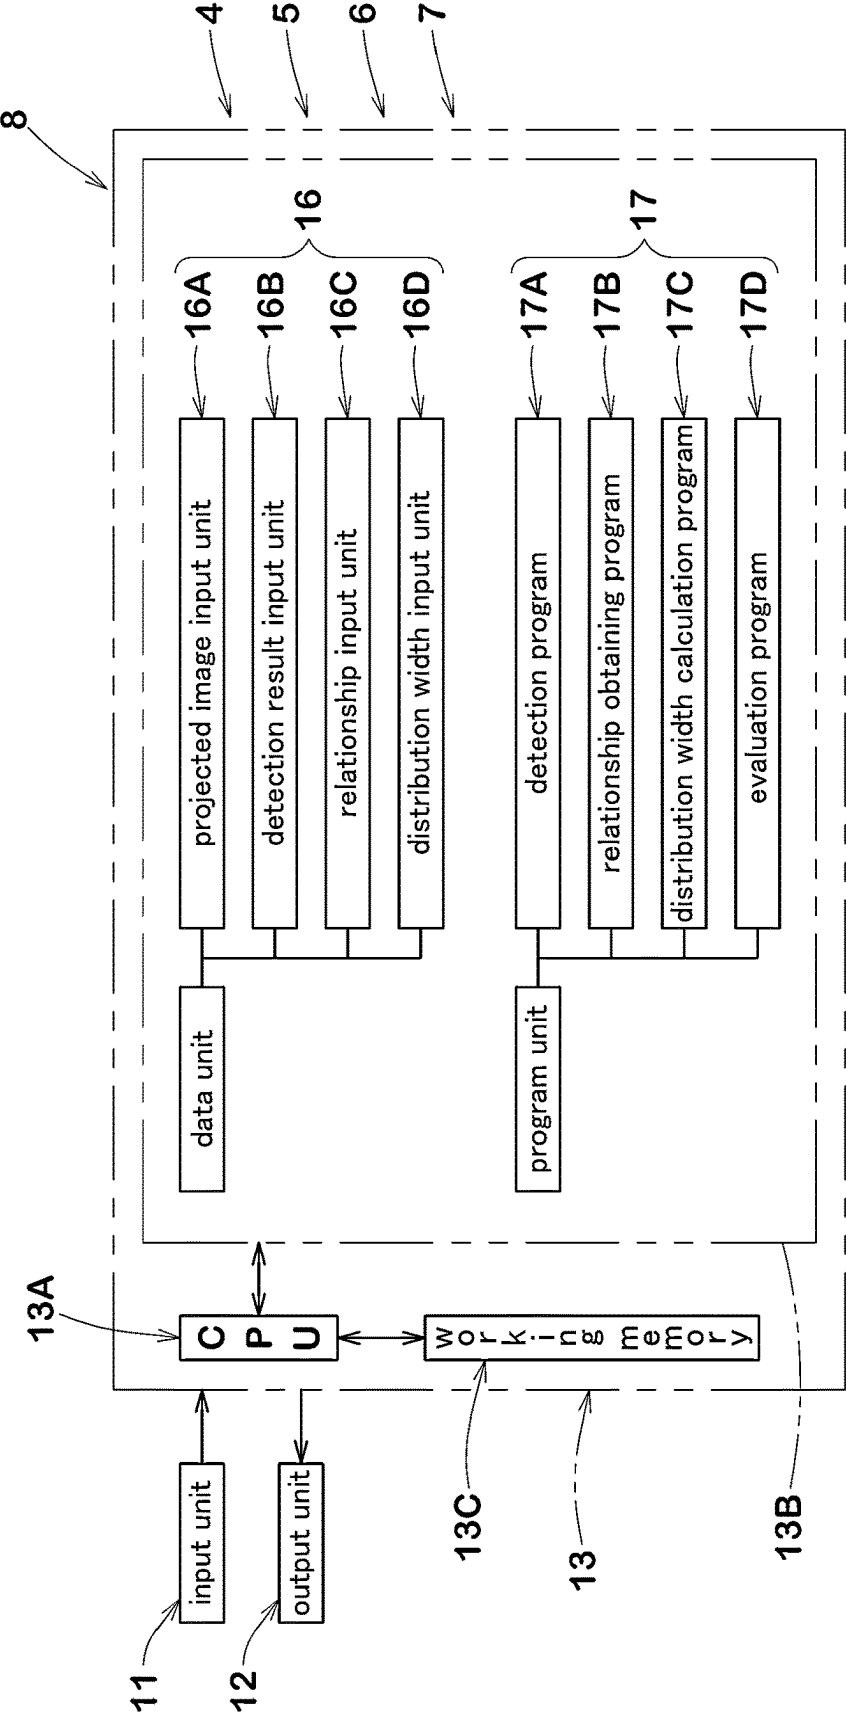 8
4
5
6
7
11
input unit
12
output unit
13A
CPU
13C
working memory
13
13B
data unit
projected image input unit
16A
detection result input unit
16B
relationship input unit
16C
distribution width input unit
16D
16
program unit
detection program
17A
relationship obtaining program
17B
distribution width calculation program
17C
evaluation program
17D
17